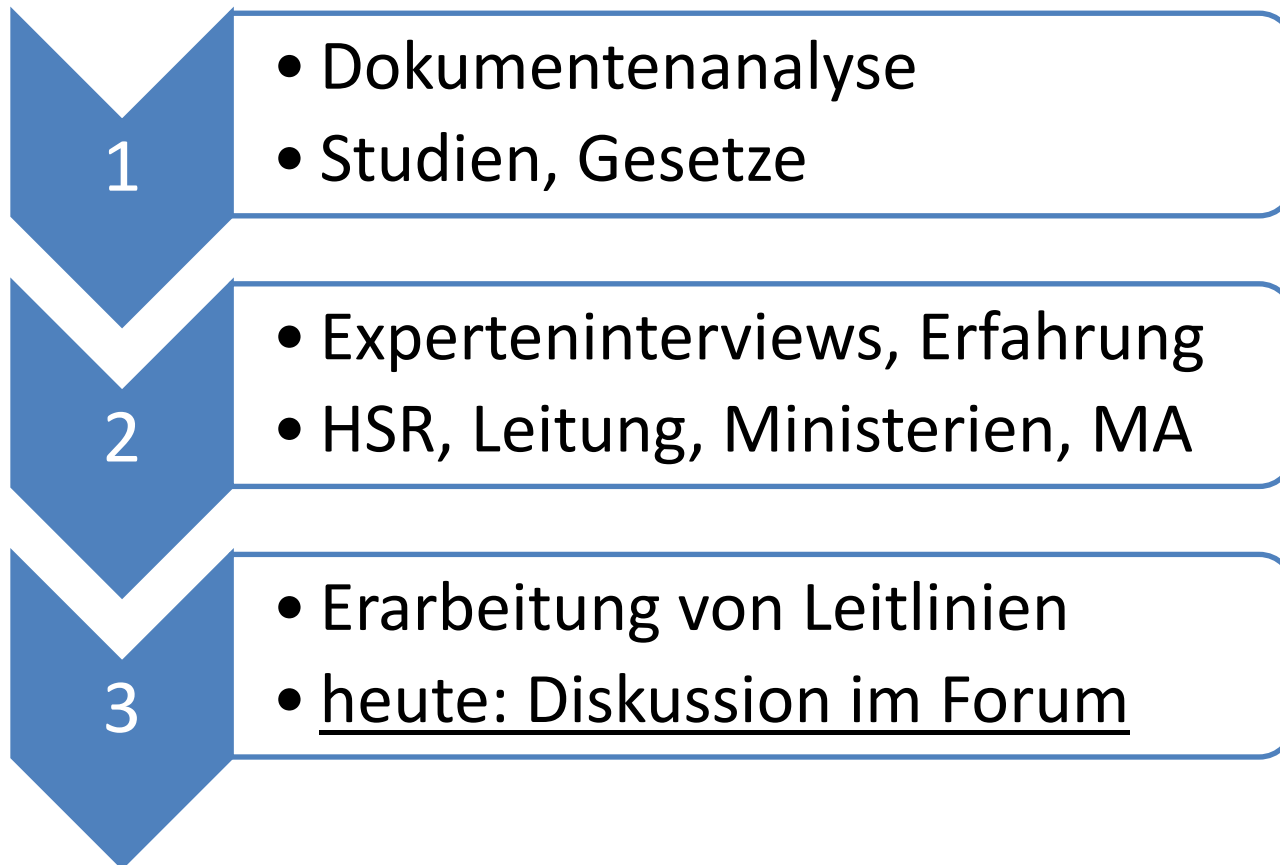 1
• Dokumentenanalyse
• Studien, Gesetze
2
• Experteninterviews, Erfahrung
• HSR, Leitung, Ministerien, MA
3
• Erarbeitung von Leitlinien
• heute: Diskussion im Forum